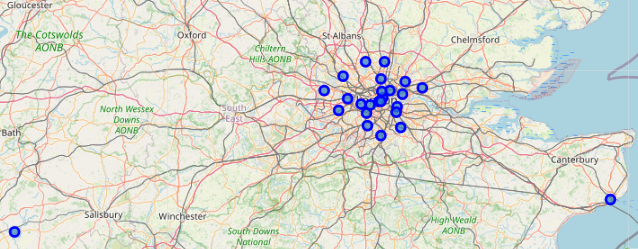 Gloucester
The Cotswolds
AONB
Oxford
St Albans
Chelmsford
Chiltern
Hills AONB
North Wessex
Downs
AONB
South
East
Bath
Canterbury
Salisbury
Winchester
South Downs
National
High Weald
AONB